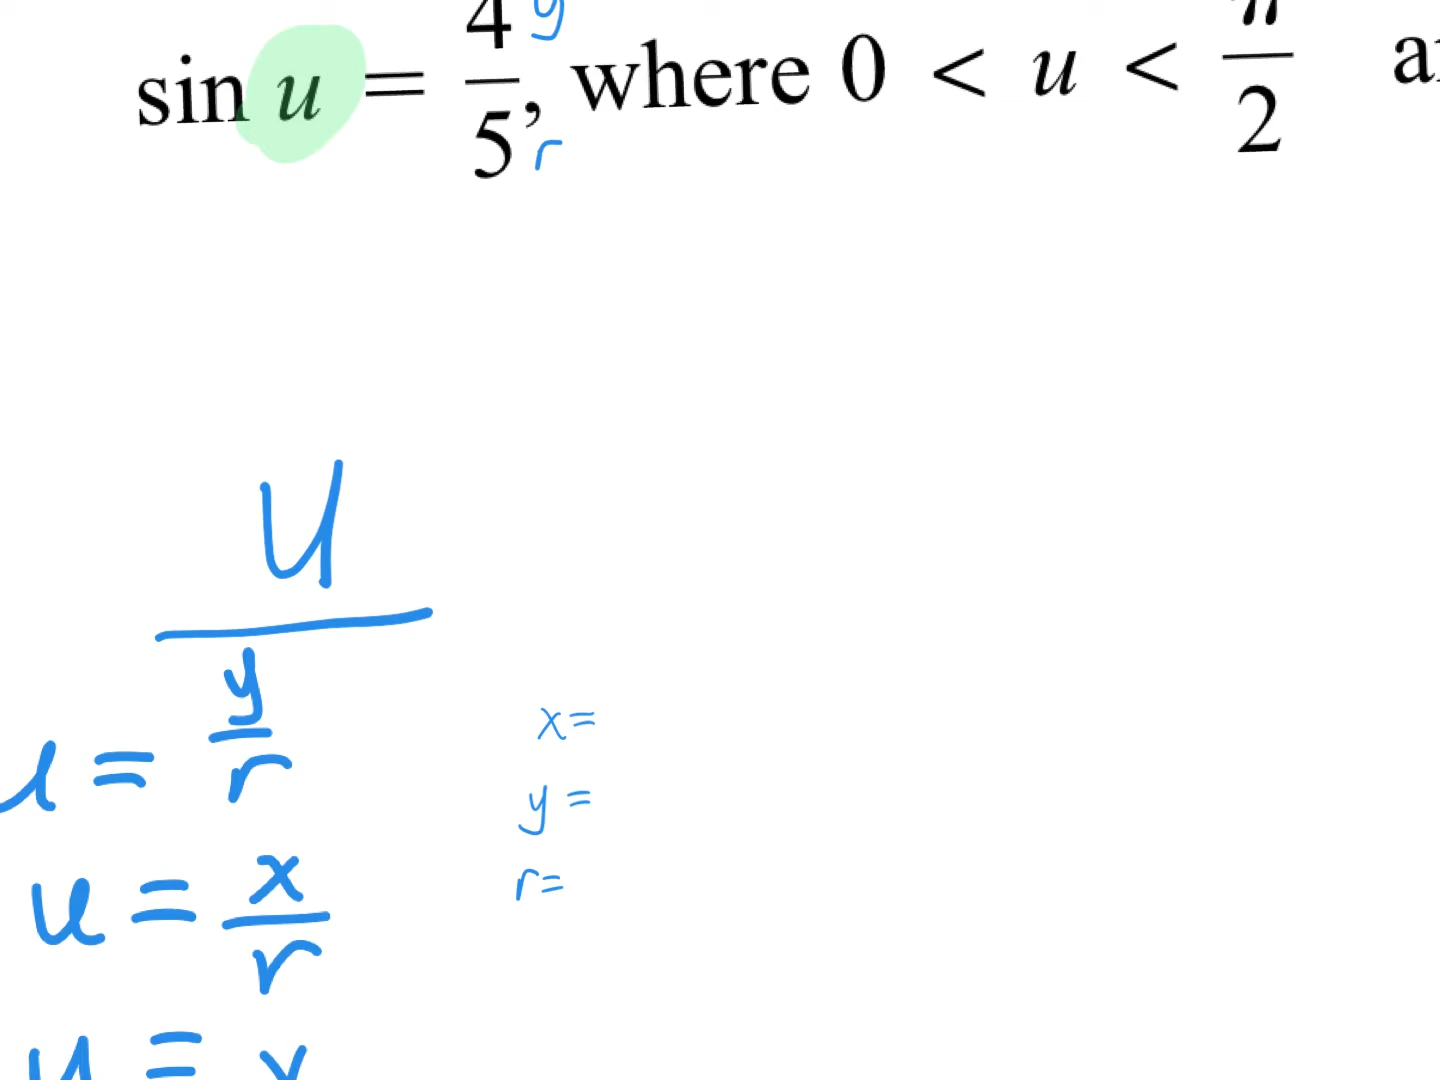 sin u = 4/5, where 0 < u < π/2
y
r
U
u = y/r
x=
y =
r=
u = x/r
u =